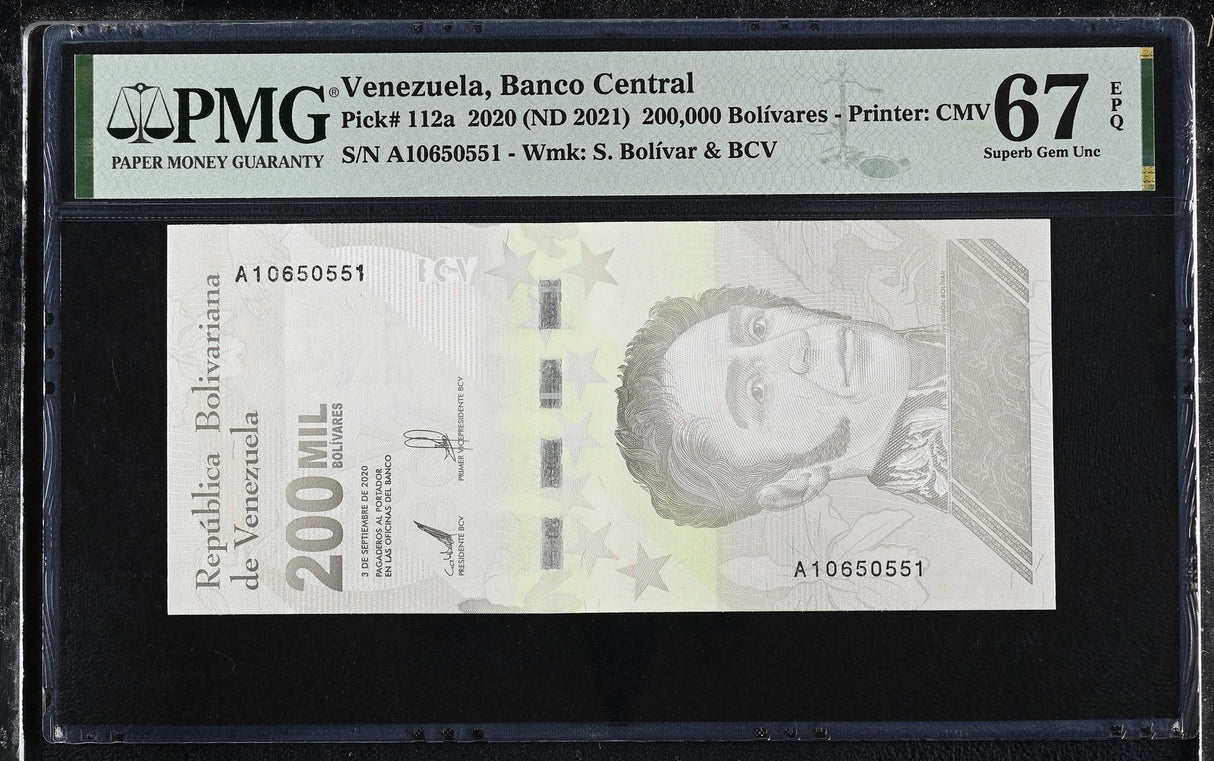 PMG®
PAPER MONEY GUARANTY
Venezuela, Banco Central
Pick# 112a 2020 (ND 2021) 200,000 Bolívares - Printer: CMV
S/N A10650551 - Wmk: S. Bolívar & BCV
67
EPQ
Superb Gem Unc
A10650551
BCV
República Bolivariana
de Venezuela
200 MIL
BOLÍVARES
3 DE SEPTIEMBRE DE 2020
PAGADEROS AL PORTADOR
EN LAS OFICINAS DEL BANCO
PRESIDENTE BCV
PRIMER VICEPRESIDENTE BCV
SIMÓN BOLÍVAR
A10650551